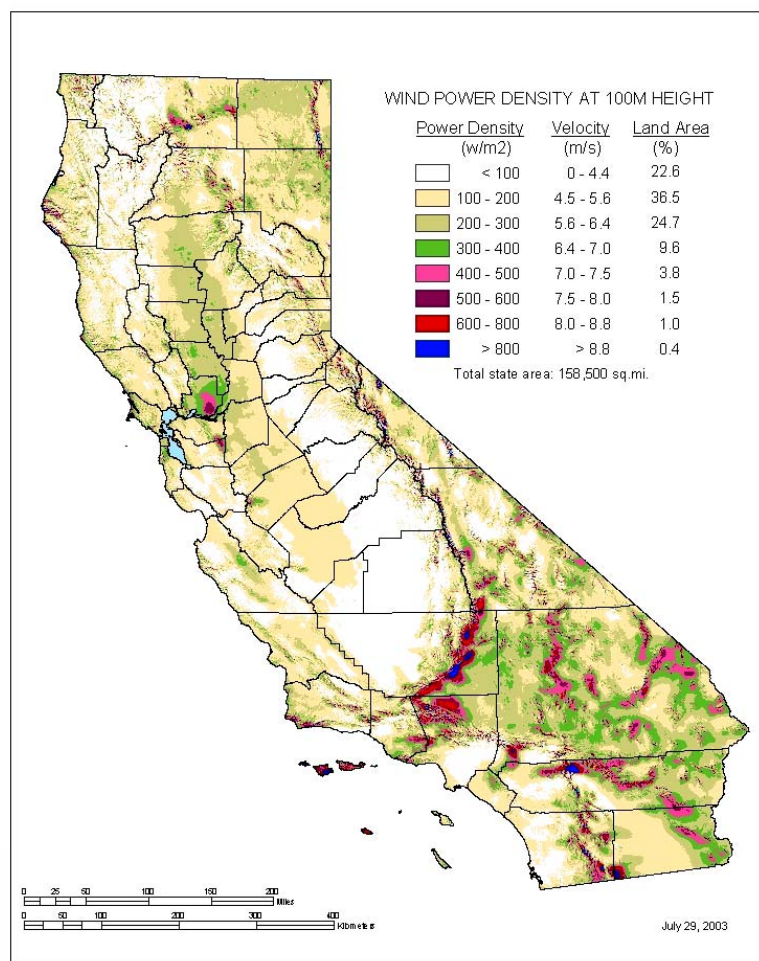 WIND POWER DENSITY AT 100M HEIGHT
Power Density Velocity Land Area
(w/m2) (m/s) (%)
< 100 0 - 4.4 22.6
100 - 200 4.5 - 5.6 36.5
200 - 300 5.6 - 6.4 24.7
300 - 400 6.4 - 7.0 9.6
400 - 500 7.0 - 7.5 3.8
500 - 600 7.5 - 8.0 1.5
600 - 800 8.0 - 8.8 1.0
> 800 > 8.8 0.4
Total state area: 158,500 sq.mi.
0 25 50 100 150 200
Miles
0 50 100 200 300 400
Kilometers
July 29, 2003